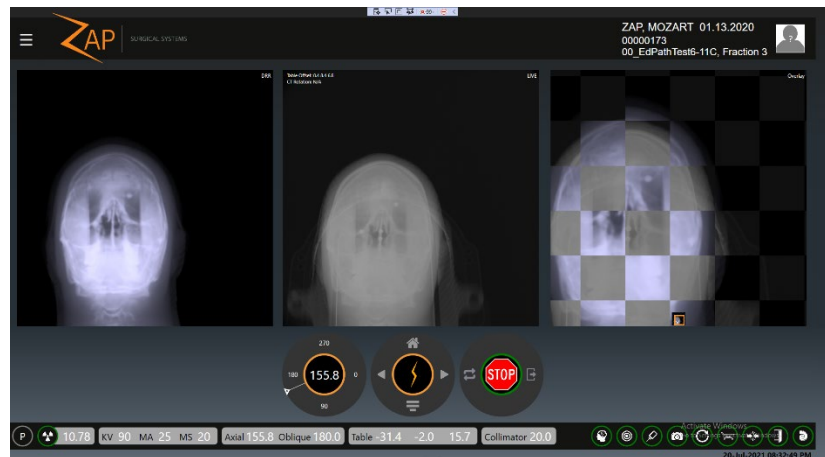 ZAP SURGICAL SYSTEMS
ZAP, MOZART 01.13.2020
00000173
00_EdPathTest6-11C, Fraction 3
DRR
LIVE
Overlay
270
180 155.8 0
90
STOP
P 10.78 KV 90 MA 25 MS 20 Axial 155.8 Oblique 180.0 Table -31.4 -2.0 15.7 Collimator 20.0
Activate Windows
20-Jul-2021 08:32:49 PM